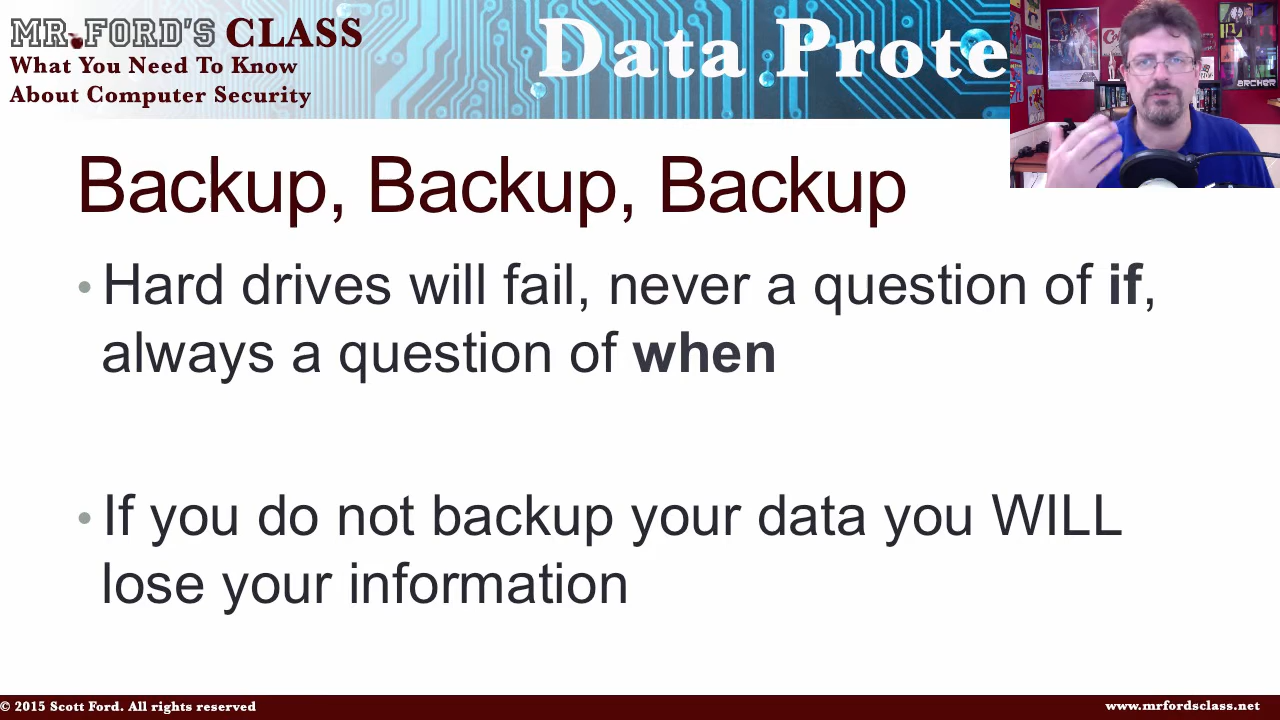 MR. FORD'S CLASS
What You Need To Know
About Computer Security
Data Prote
ARCHER
Backup, Backup, Backup
• Hard drives will fail, never a question of if,
always a question of when
• If you do not backup your data you WILL
lose your information
© 2015 Scott Ford. All rights reserved
www.mrfordsclass.net